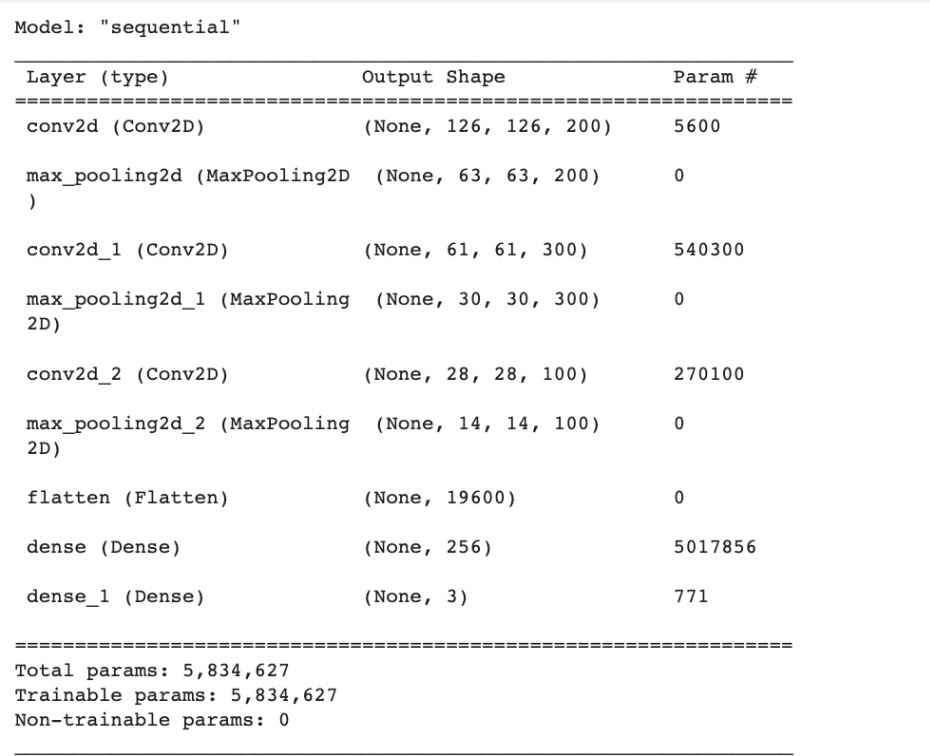 Model: "sequential"
Layer (type) Output Shape Param #
=================================================================
conv2d (Conv2D) (None, 126, 126, 200) 5600
max_pooling2d (MaxPooling2D (None, 63, 63, 200) 0
)
conv2d_1 (Conv2D) (None, 61, 61, 300) 540300
max_pooling2d_1 (MaxPooling (None, 30, 30, 300) 0
2D)
conv2d_2 (Conv2D) (None, 28, 28, 100) 270100
max_pooling2d_2 (MaxPooling (None, 14, 14, 100) 0
2D)
flatten (Flatten) (None, 19600) 0
dense (Dense) (None, 256) 5017856
dense_1 (Dense) (None, 3) 771
=================================================================
Total params: 5,834,627
Trainable params: 5,834,627
Non-trainable params: 0